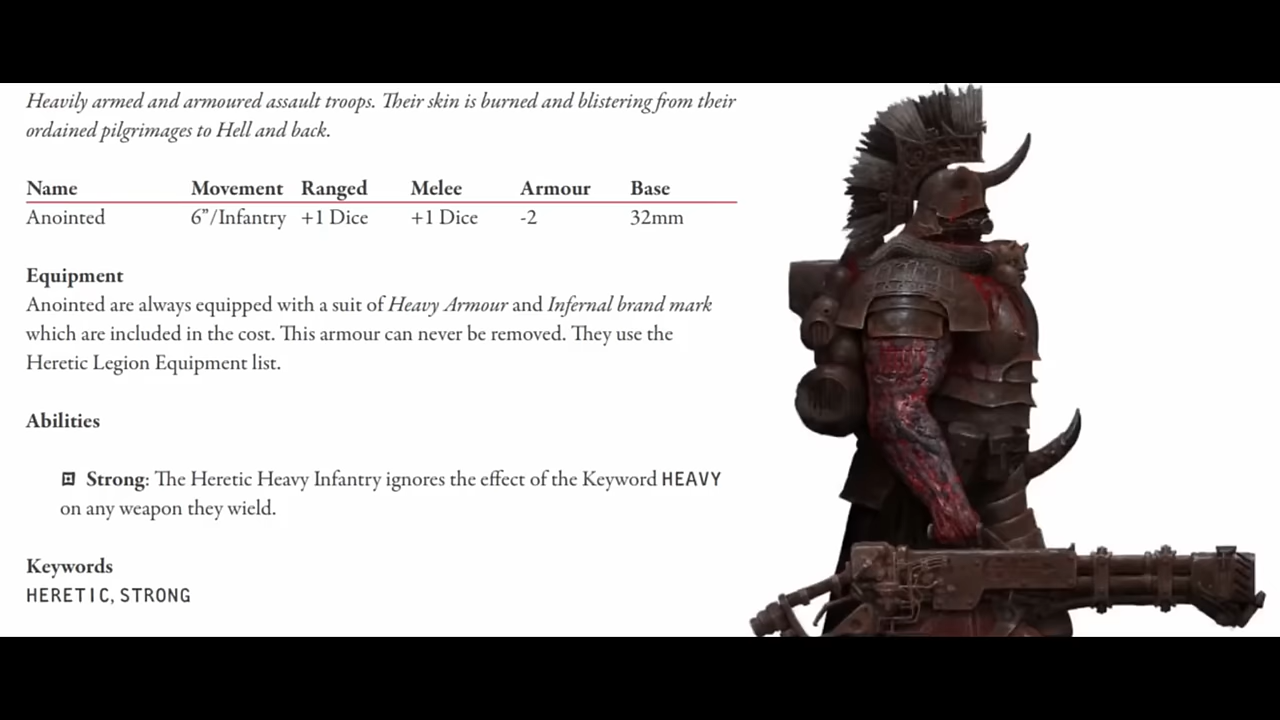 Heavily armed and armoured assault troops. Their skin is burned and blistering from their
ordained pilgrimages to Hell and back.
Name Movement Ranged Melee Armour Base
Anointed 6”/Infantry +1 Dice +1 Dice -2 32mm
Equipment
Anointed are always equipped with a suit of Heavy Armour and Infernal brand mark
which are included in the cost. This armour can never be removed. They use the
Heretic Legion Equipment list.
Abilities
Strong: The Heretic Heavy Infantry ignores the effect of the Keyword HEAVY
on any weapon they wield.
Keywords
HERETIC, STRONG